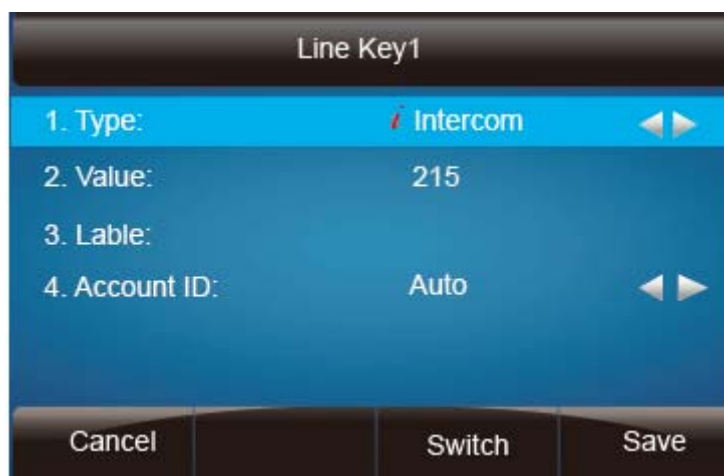 Line Key1
1. Type: i Intercom
2. Value: 215
3. Lable:
4. Account ID: Auto
Cancel Switch Save